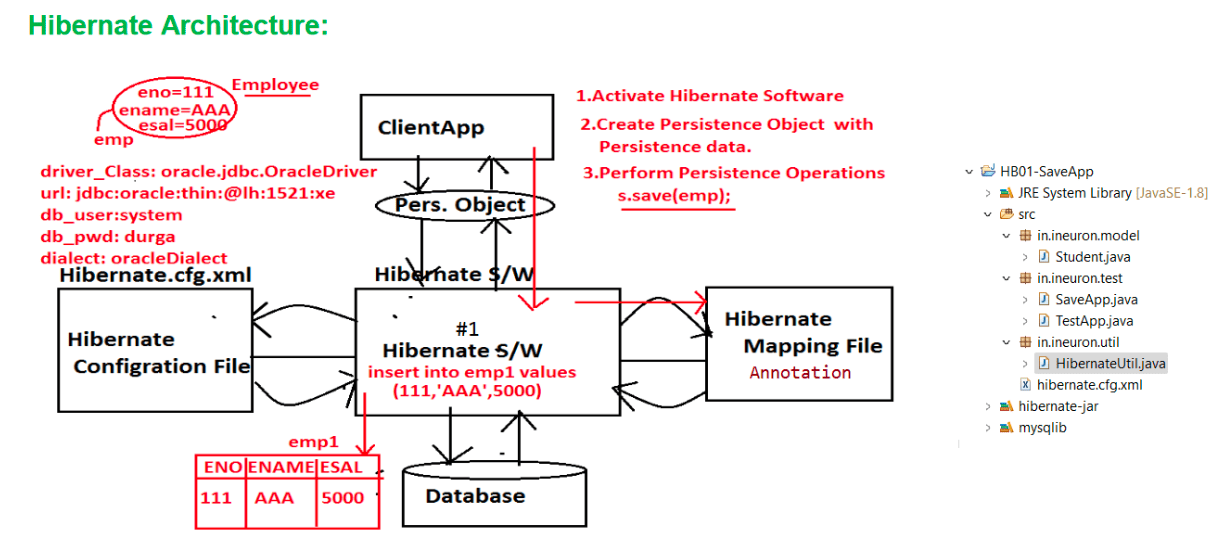 Hibernate Architecture:
eno=111
ename=AAA
esal=5000
Employee
emp
driver_Class: oracle.jdbc.OracleDriver
url: jdbc:oracle:thin:@lh:1521:xe
db_user:system
db_pwd: durga
dialect: oracleDialect
ClientApp
Pers. Object
1.Activate Hibernate Software
2.Create Persistence Object with
Persistence data.
3.Perform Persistence Operations
s.save(emp);
Hibernate.cfg.xml
Hibernate
Configration File
Hibernate S/W
#1
Hibernate S/W
insert into emp1 values
(111,'AAA',5000)
Hibernate
Mapping File
Annotation
emp1
ENO ENAME ESAL
111 AAA 5000
Database
HB01-SaveApp
JRE System Library [JavaSE-1.8]
src
in.ineuron.model
Student.java
in.ineuron.test
SaveApp.java
TestApp.java
in.ineuron.util
HibernateUtil.java
hibernate.cfg.xml
hibernate-jar
mysqlib